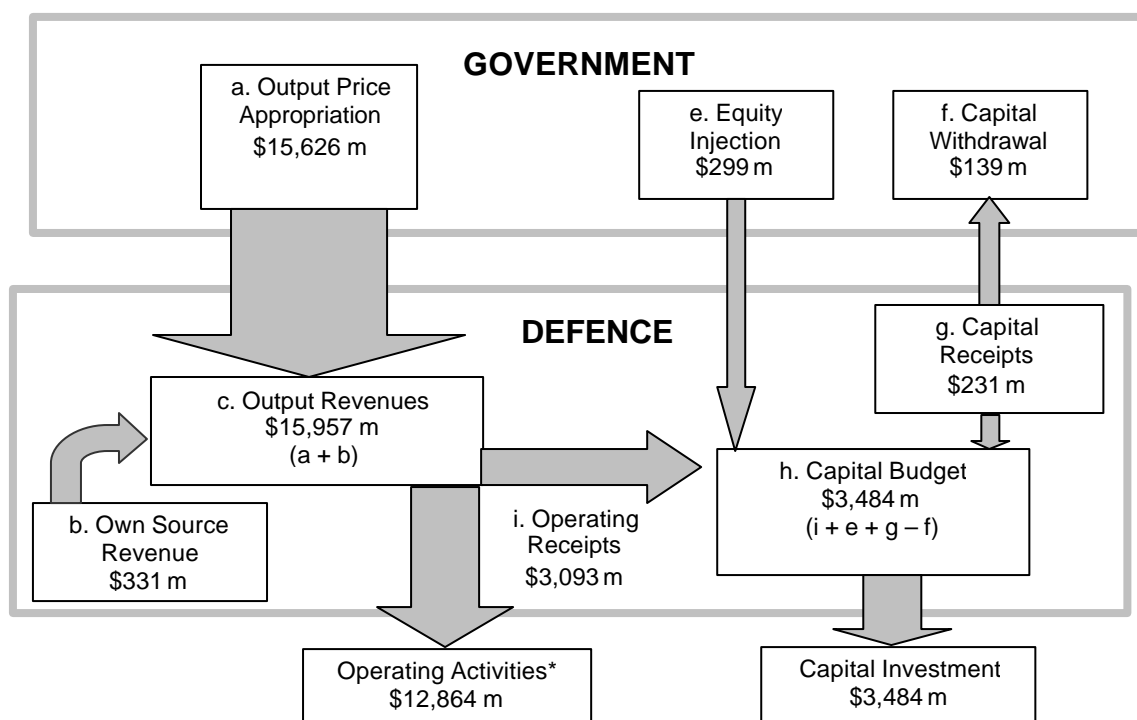 GOVERNMENT
a. Output Price
Appropriation
$15,626 m
e. Equity
Injection
$299 m
f. Capital
Withdrawal
$139 m
DEFENCE
g. Capital
Receipts
$231 m
c. Output Revenues
$15,957 m
(a + b)
h. Capital Budget
$3,484 m
(i + e + g – f)
b. Own Source
Revenue
$331 m
i. Operating
Receipts
$3,093 m
Operating Activities*
$12,864 m
Capital Investment
$3,484 m